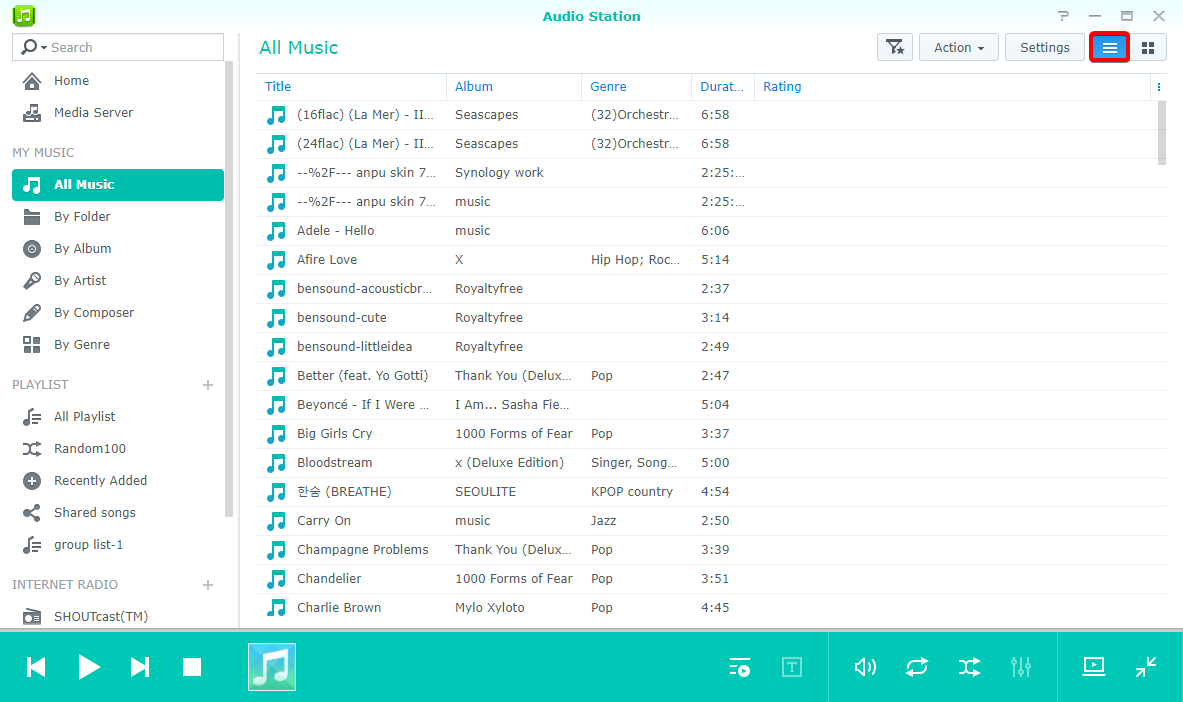 Audio Station
Search
Home
Media Server
MY MUSIC
All Music
By Folder
By Album
By Artist
By Composer
By Genre
PLAYLIST
All Playlist
Random100
Recently Added
Shared songs
group list-1
INTERNET RADIO
SHOUTcast(TM)
All Music
Action
Settings
Title Album Genre Durat... Rating
(16flac) (La Mer) - II... Seascapes (32)Orchestr... 6:58
(24flac) (La Mer) - II... Seascapes (32)Orchestr... 6:58
--%2F--- anpu skin 7... Synology work 2:25:...
--%2F--- anpu skin 7... music 2:25:...
Adele - Hello music 6:06
Afire Love X Hip Hop; Roc... 5:14
bensound-acousticbr... Royaltyfree 2:37
bensound-cute Royaltyfree 3:14
bensound-littleidea Royaltyfree 2:49
Better (feat. Yo Gotti) Thank You (Delux... Pop 2:47
Beyoncé - If I Were ... I Am... Sasha Fie... 5:04
Big Girls Cry 1000 Forms of Fear Pop 3:37
Bloodstream x (Deluxe Edition) Singer, Song... 5:00
한숨 (BREATHE) SEOULITE KPOP country 4:54
Carry On music Jazz 2:50
Champagne Problems Thank You (Delux... Pop 3:39
Chandelier 1000 Forms of Fear Pop 3:51
Charlie Brown Mylo Xyloto Pop 4:45
T